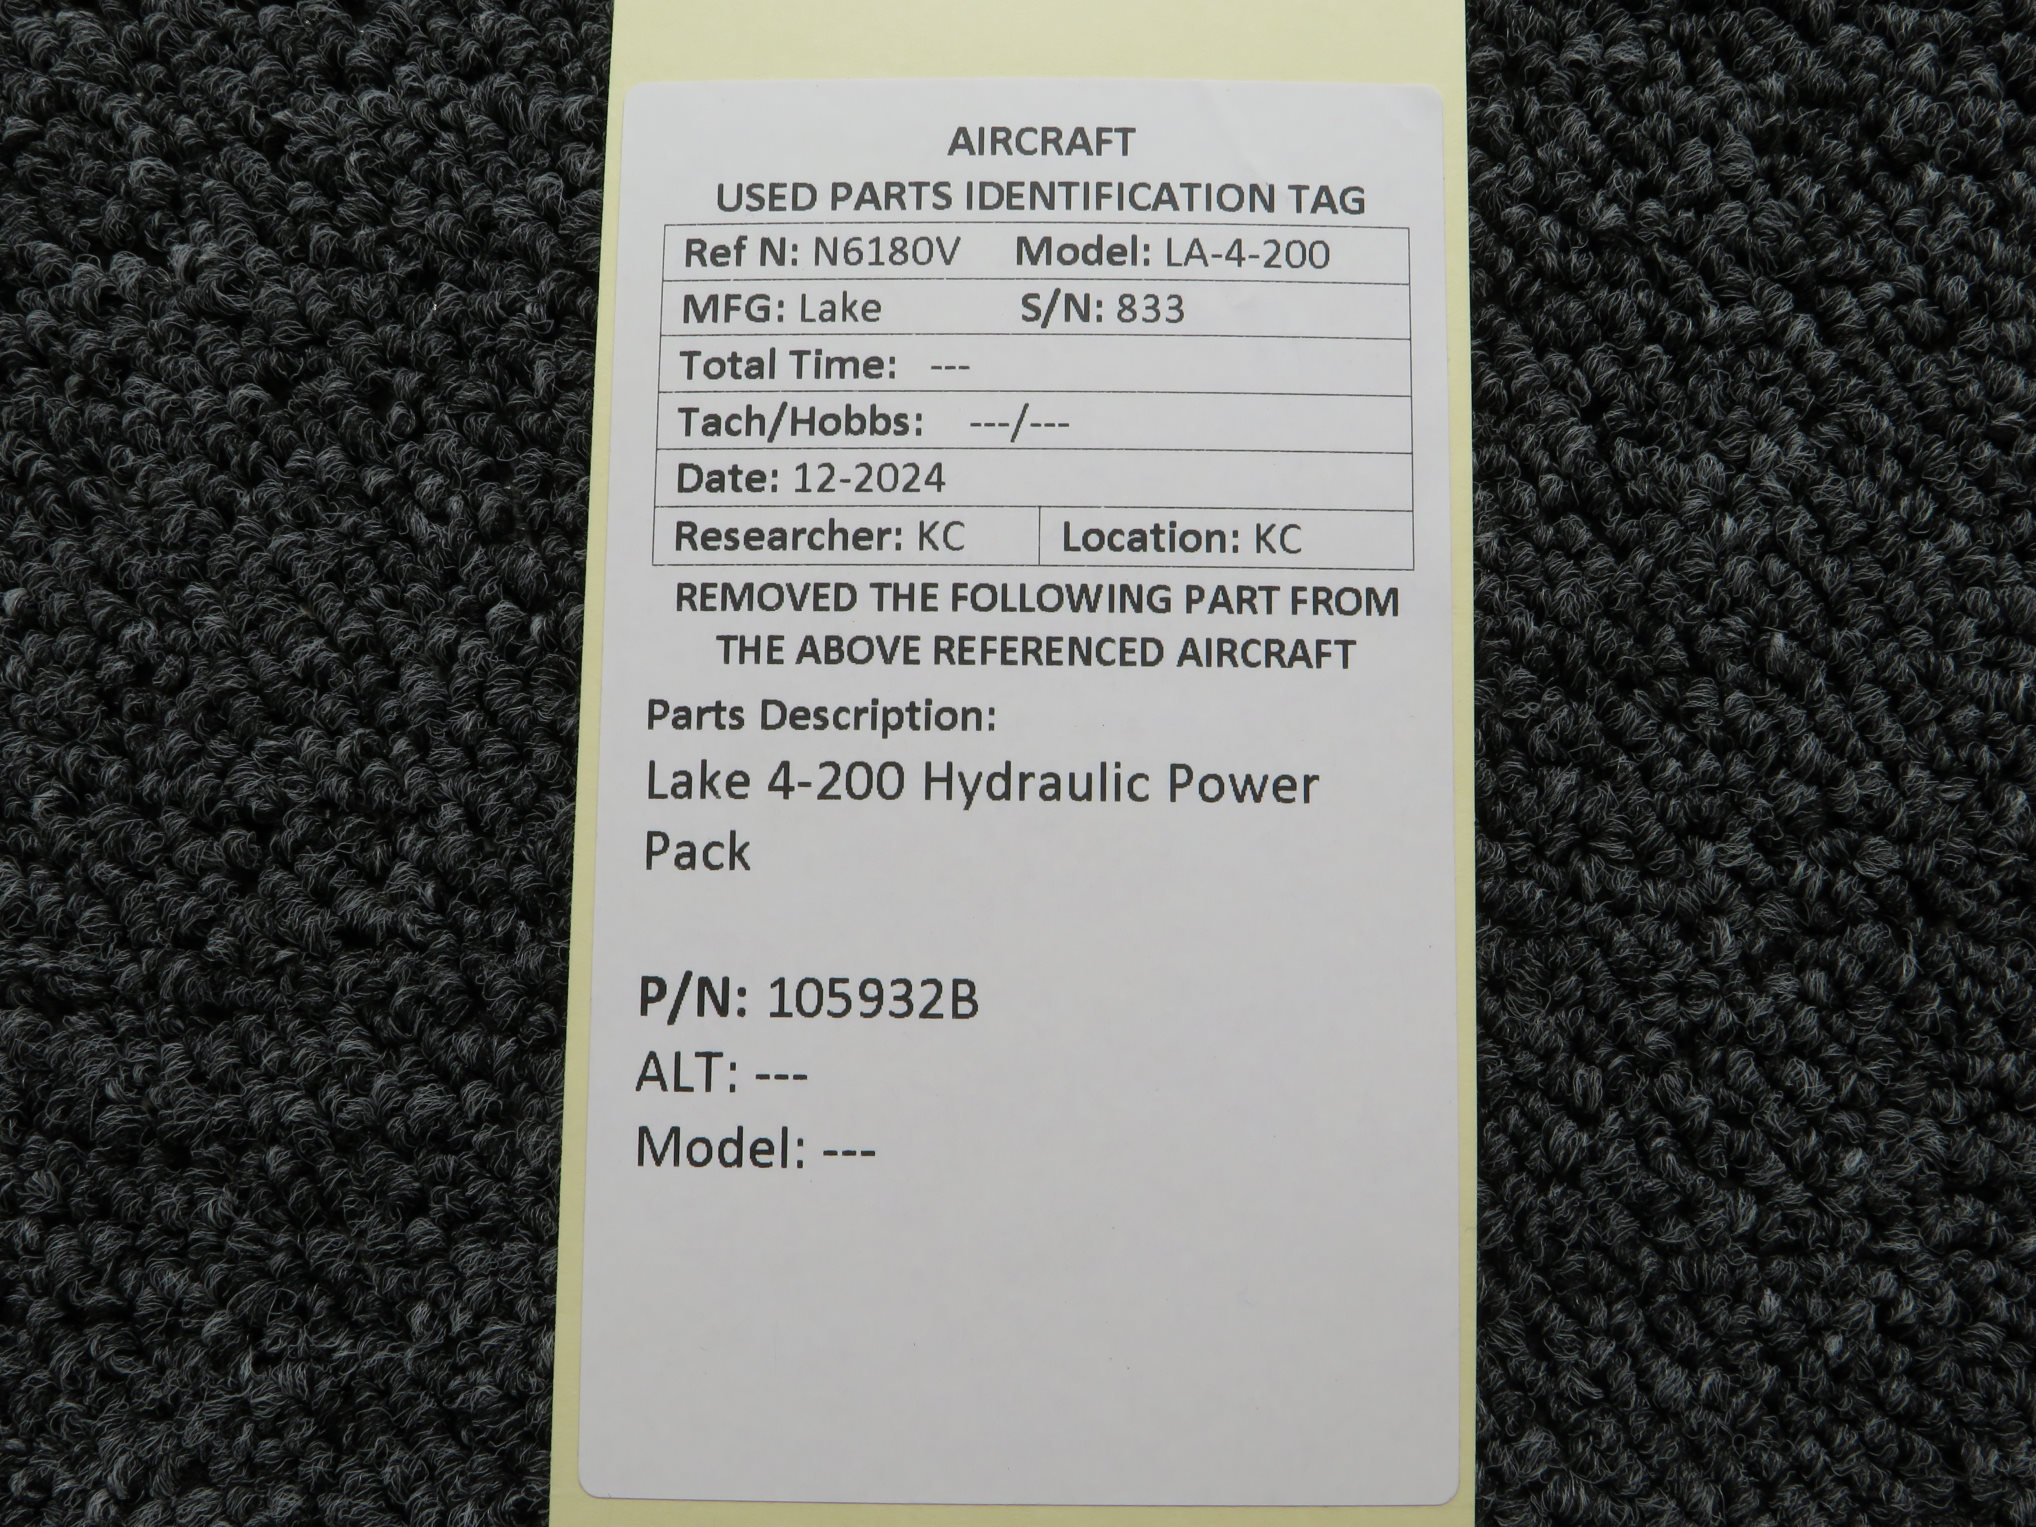 AIRCRAFT
USED PARTS IDENTIFICATION TAG
Ref N: N6180V Model: LA-4-200
MFG: Lake S/N: 833
Total Time: ---
Tach/Hobbs: ---/---
Date: 12-2024
Researcher: KC Location: KC
REMOVED THE FOLLOWING PART FROM
THE ABOVE REFERENCED AIRCRAFT
Parts Description:
Lake 4-200 Hydraulic Power
Pack
P/N: 105932B
ALT: ---
Model: ---